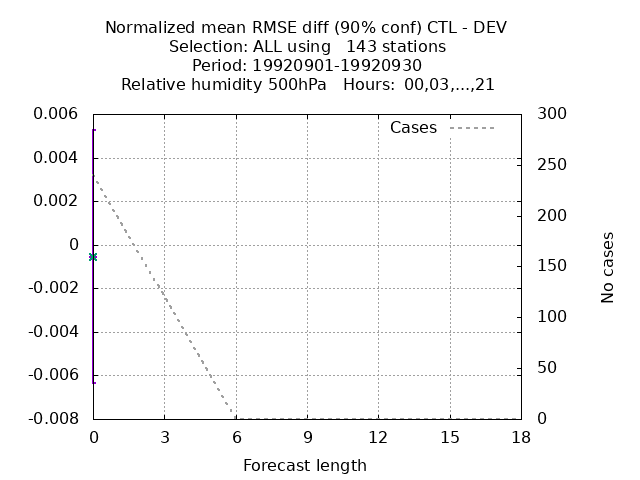 Normalized mean RMSE diff (90% conf) CTL - DEV
Selection: ALL using   143 stations
Period: 19920901-19920930
Relative humidity 500hPa   Hours: 00,03,...,21
Cases
0.006
0.004
0.002
0
-0.002
-0.004
-0.006
-0.008
300
250
200
150
100
50
0
No cases
0 3 6 9 12 15 18
Forecast length